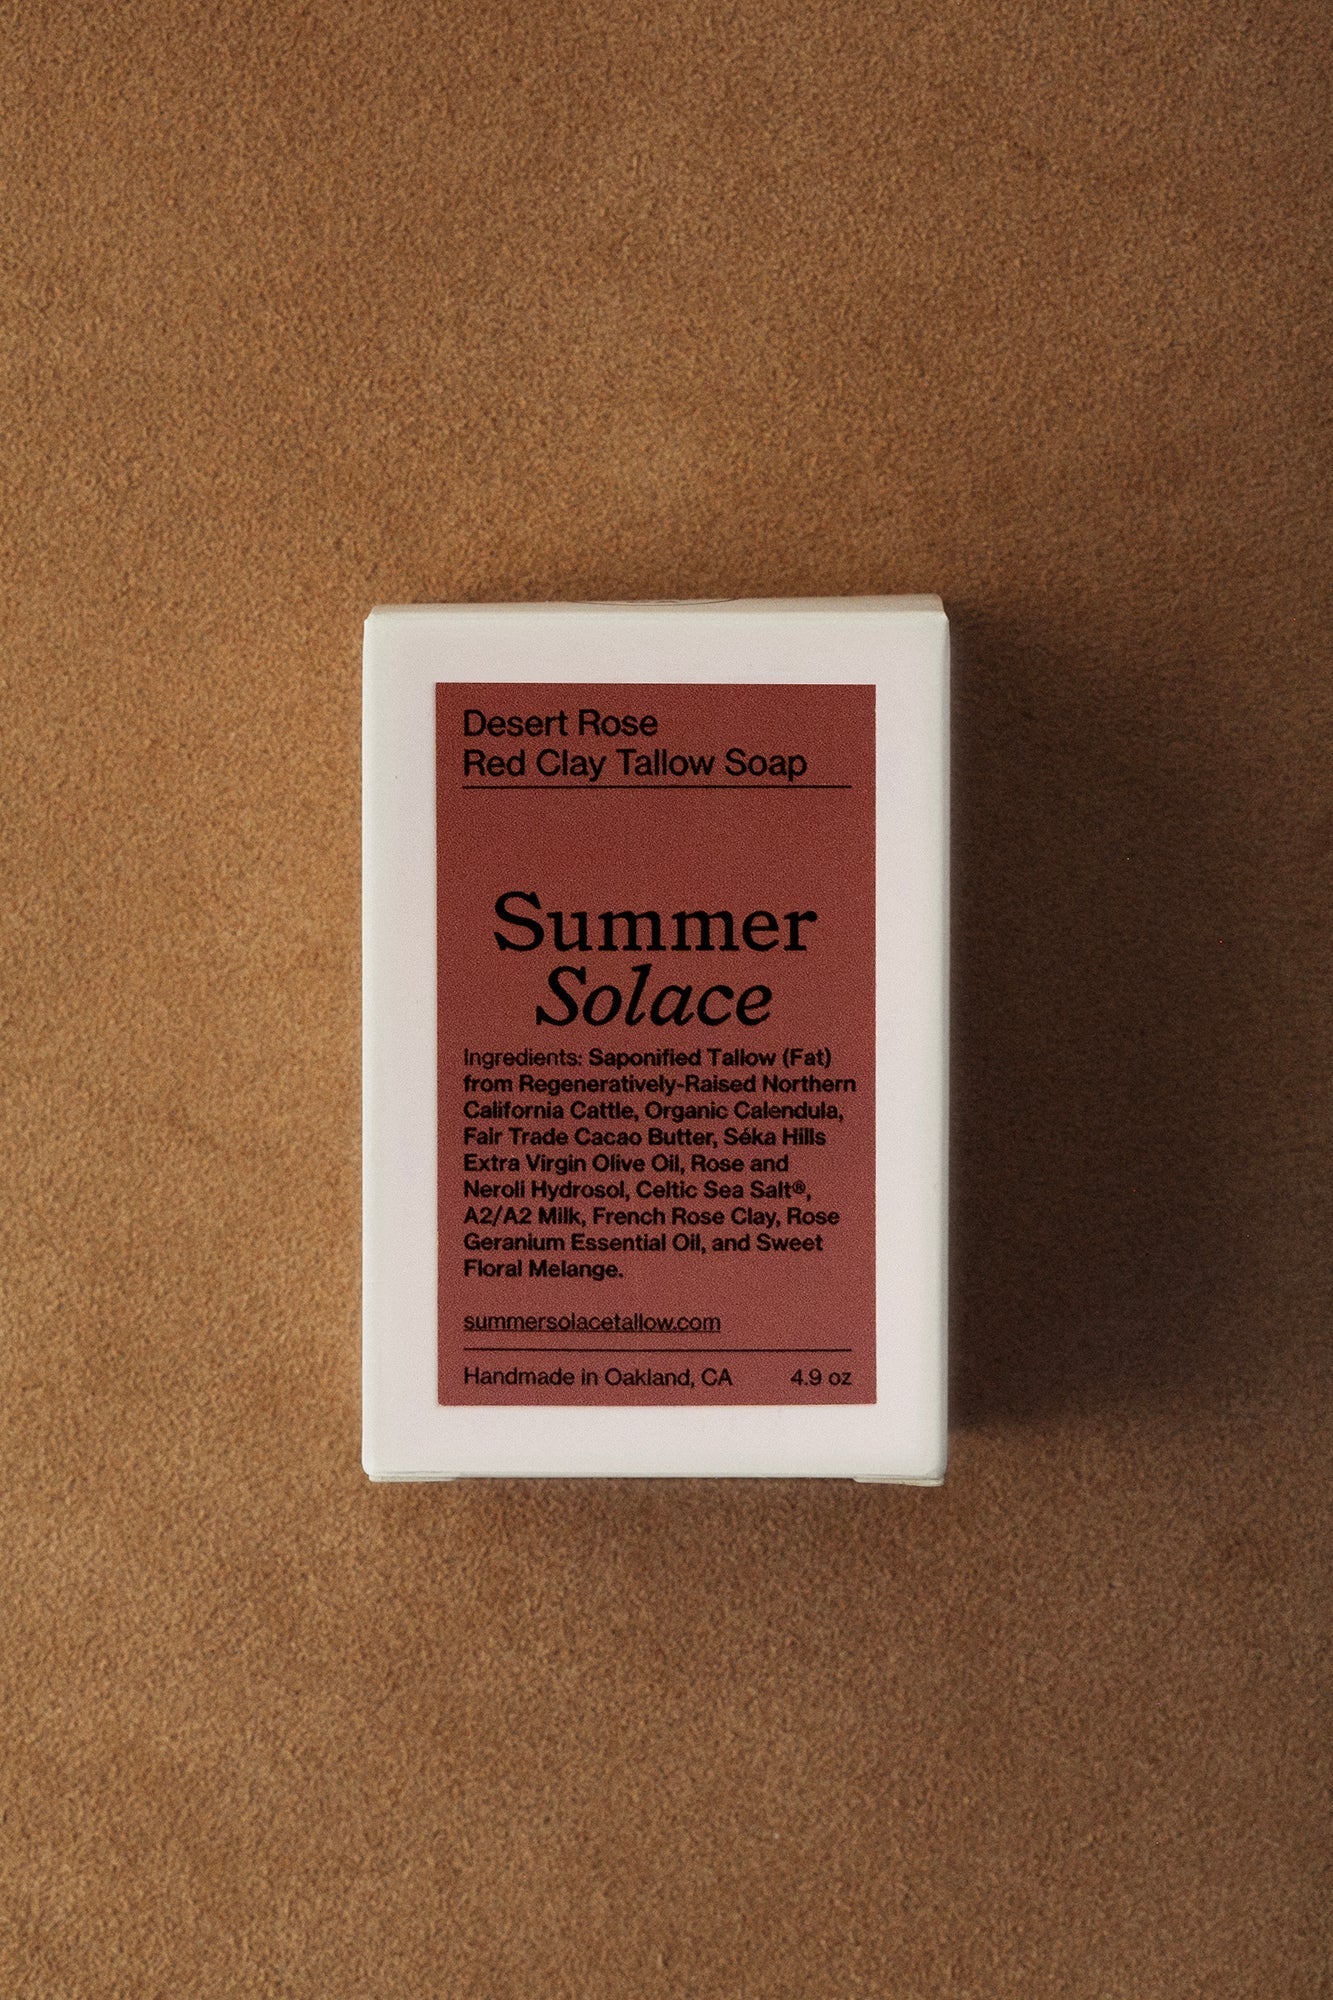 Desert Rose
Red Clay Tallow Soap
Summer
Solace
Ingredients: Saponified Tallow (Fat)
from Regeneratively-Raised Northern
California Cattle, Organic Calendula,
Fair Trade Cacao Butter, Séka Hills
Extra Virgin Olive Oil, Rose and
Neroli Hydrosol, Celtic Sea Salt®,
A2/A2 Milk, French Rose Clay, Rose
Geranium Essential Oil, and Sweet
Floral Melange.
summersolacetallow.com
Handmade in Oakland, CA 4.9 oz